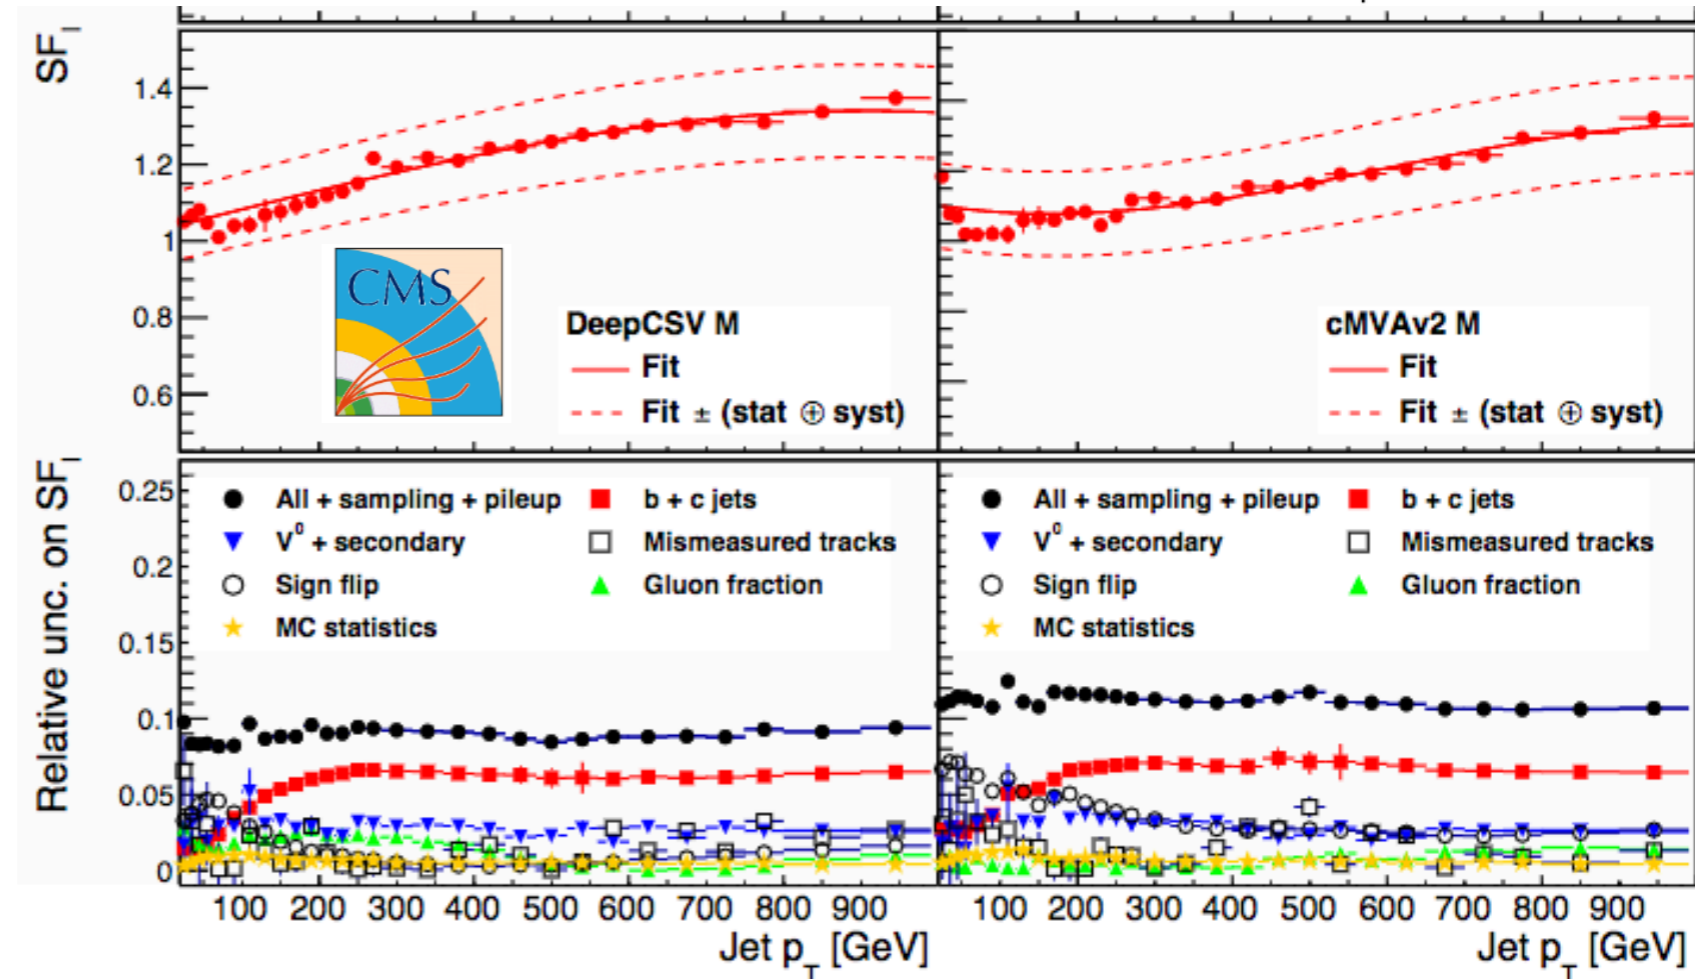 SF_l
1.4
1.2
1
0.8
0.6
CMS
DeepCSV M
Fit
Fit ± (stat ⊕ syst)
cMVAv2 M
Fit
Fit ± (stat ⊕ syst)
Relative unc. on SF_l
0.25
0.2
0.15
0.1
0.05
0
All + sampling + pileup
b + c jets
V⁰ + secondary
Mismeasured tracks
Sign flip
Gluon fraction
MC statistics
All + sampling + pileup
b + c jets
V⁰ + secondary
Mismeasured tracks
Sign flip
Gluon fraction
MC statistics
100 200 300 400 500 600 700 800 900
100 200 300 400 500 600 700 800 900
Jet p_T [GeV]
Jet p_T [GeV]